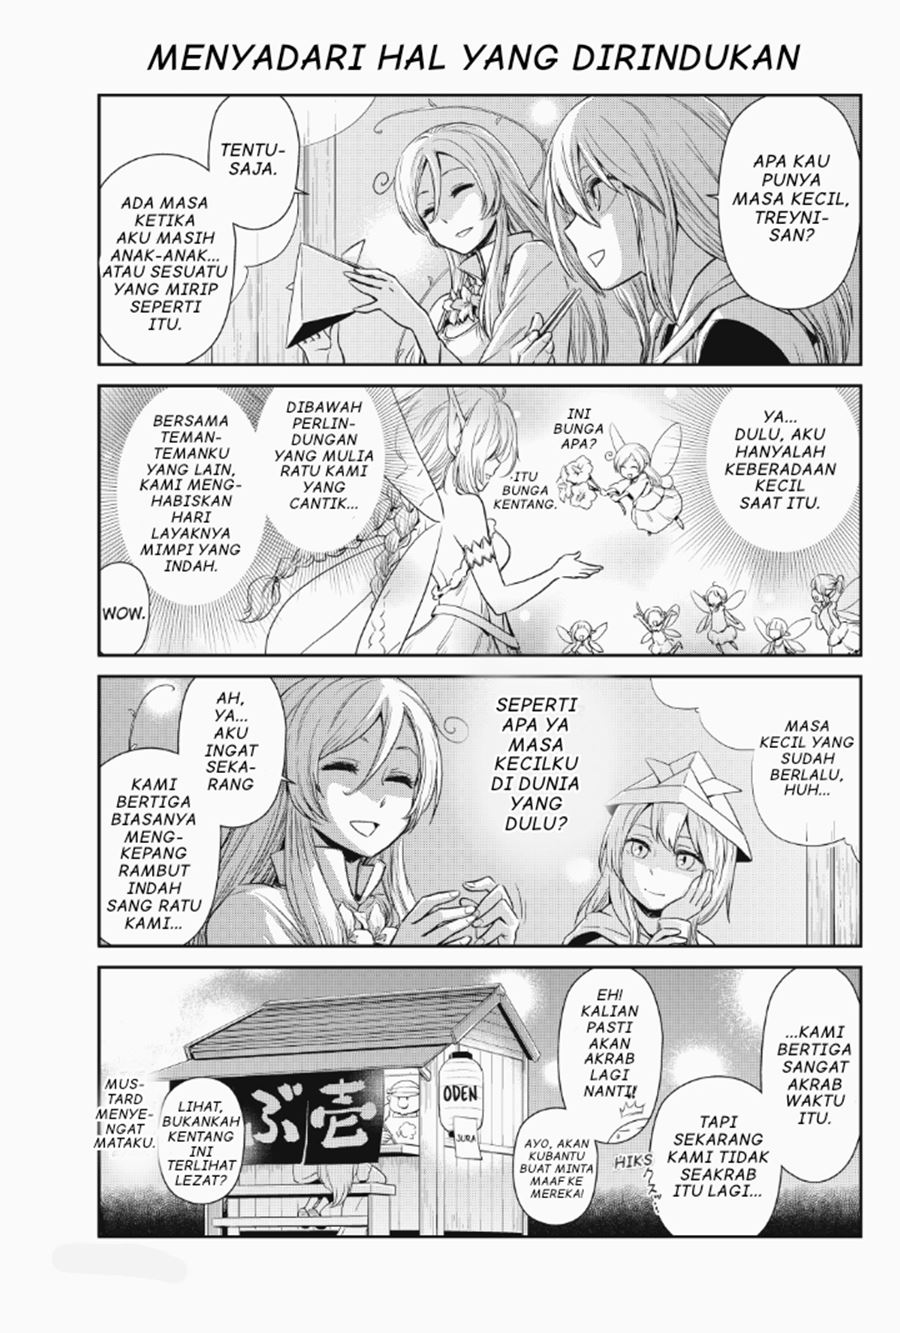 MENYADARI HAL YANG DIRINDUKAN
APA KAU
PUNYA
MASA KECIL,
TREYNI-
SAN?
TENTU-
SAJA.
ADA MASA
KETIKA
AKU MASIH
ANAK-ANAK...
ATAU SESUATU
YANG MIRIP
SEPERTI
ITU.
YA...
DULU, AKU
HANYALAH
KEBERADAAN
KECIL
SAAT ITU.
INI
BUNGA
APA?
ITU
BUNGA
KENTANG.
DIBAWAH
PERLIN-
DUNGAN
YANG MULIA
RATU KAMI
YANG
CANTIK...
BERSAMA
TEMAN-
TEMANKU
YANG LAIN,
KAMI MENG-
HABISKAN
HARI
LAYAKNYA
MIMPI YANG
INDAH.
WOW.
MASA
KECIL YANG
SUDAH
BERLALU,
HUH...
SEPERTI
APA YA
MASA
KECILKU
DI DUNIA
YANG
DULU?
AH,
YA...
AKU
INGAT
SEKA-
RANG
KAMI
BERTIGA
BIASANYA
MENG-
KEPANG
RAMBUT
INDAH
SANG RATU
KAMI...
...KAMI
BERTIGA
SANGAT
AKRAB
WAKTU
ITU.
TAPI
SEKARANG
KAMI TIDAK
SEAKRAB
ITU LAGI...
HIKS
クスッ…
EH!
KALIAN
PASTI
AKAN
AKRAB
LAGI
NANTI!!
AYO, AKAN
KUBANTU
BUAT MINTA
MAAF KE
MEREKA!
ODEN
JURA
壱
ぶ
LIHAT,
BUKANKAH
KENTANG
INI
TERLIHAT
LEZAT?
MUS-
TARD
MENYE-
NGAT
MATAKU.